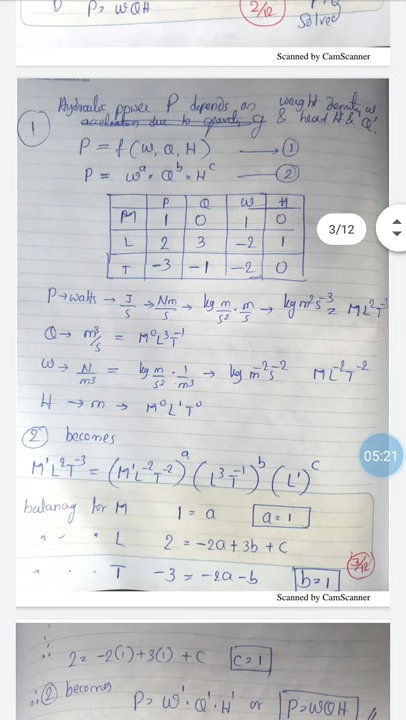 P = WQH
2/12
Solved
Scanned by CamScanner
1
Hydraulic power P depends on weight density w
acceleration due to gravity g & head H & 'Q'
P = f (W, Q, H) → ①
P = w^a × Q^b × H^c ②
P Q W H
M 1 0 1 0
L 2 3 -2 1
T -3 -1 -2 0
3/12
P → watts → J/s → Nm/s → kg m/s² · m/s → kg m² s⁻³ = ML²T⁻³
Q → m³/s = M⁰L³T⁻¹
W → N/m³ = kg m/s² · 1/m³ → kg m⁻² s⁻² ML⁻²T⁻²
H → m → M⁰L¹T⁰
05:21
② becomes
M¹L²T⁻³ = (M¹L⁻²T⁻²)^a (L³T⁻¹)^b (L¹)^c
balanag for M 1 = a a = 1
" " " L 2 = -2a + 3b + c
" " " T -3 = -2a - b b = 1
3/12
Scanned by CamScanner
∴ 2 = -2(1) + 3(1) + c c = 1
∴ ② becomes P = W¹·Q¹·H¹ or P = WQH